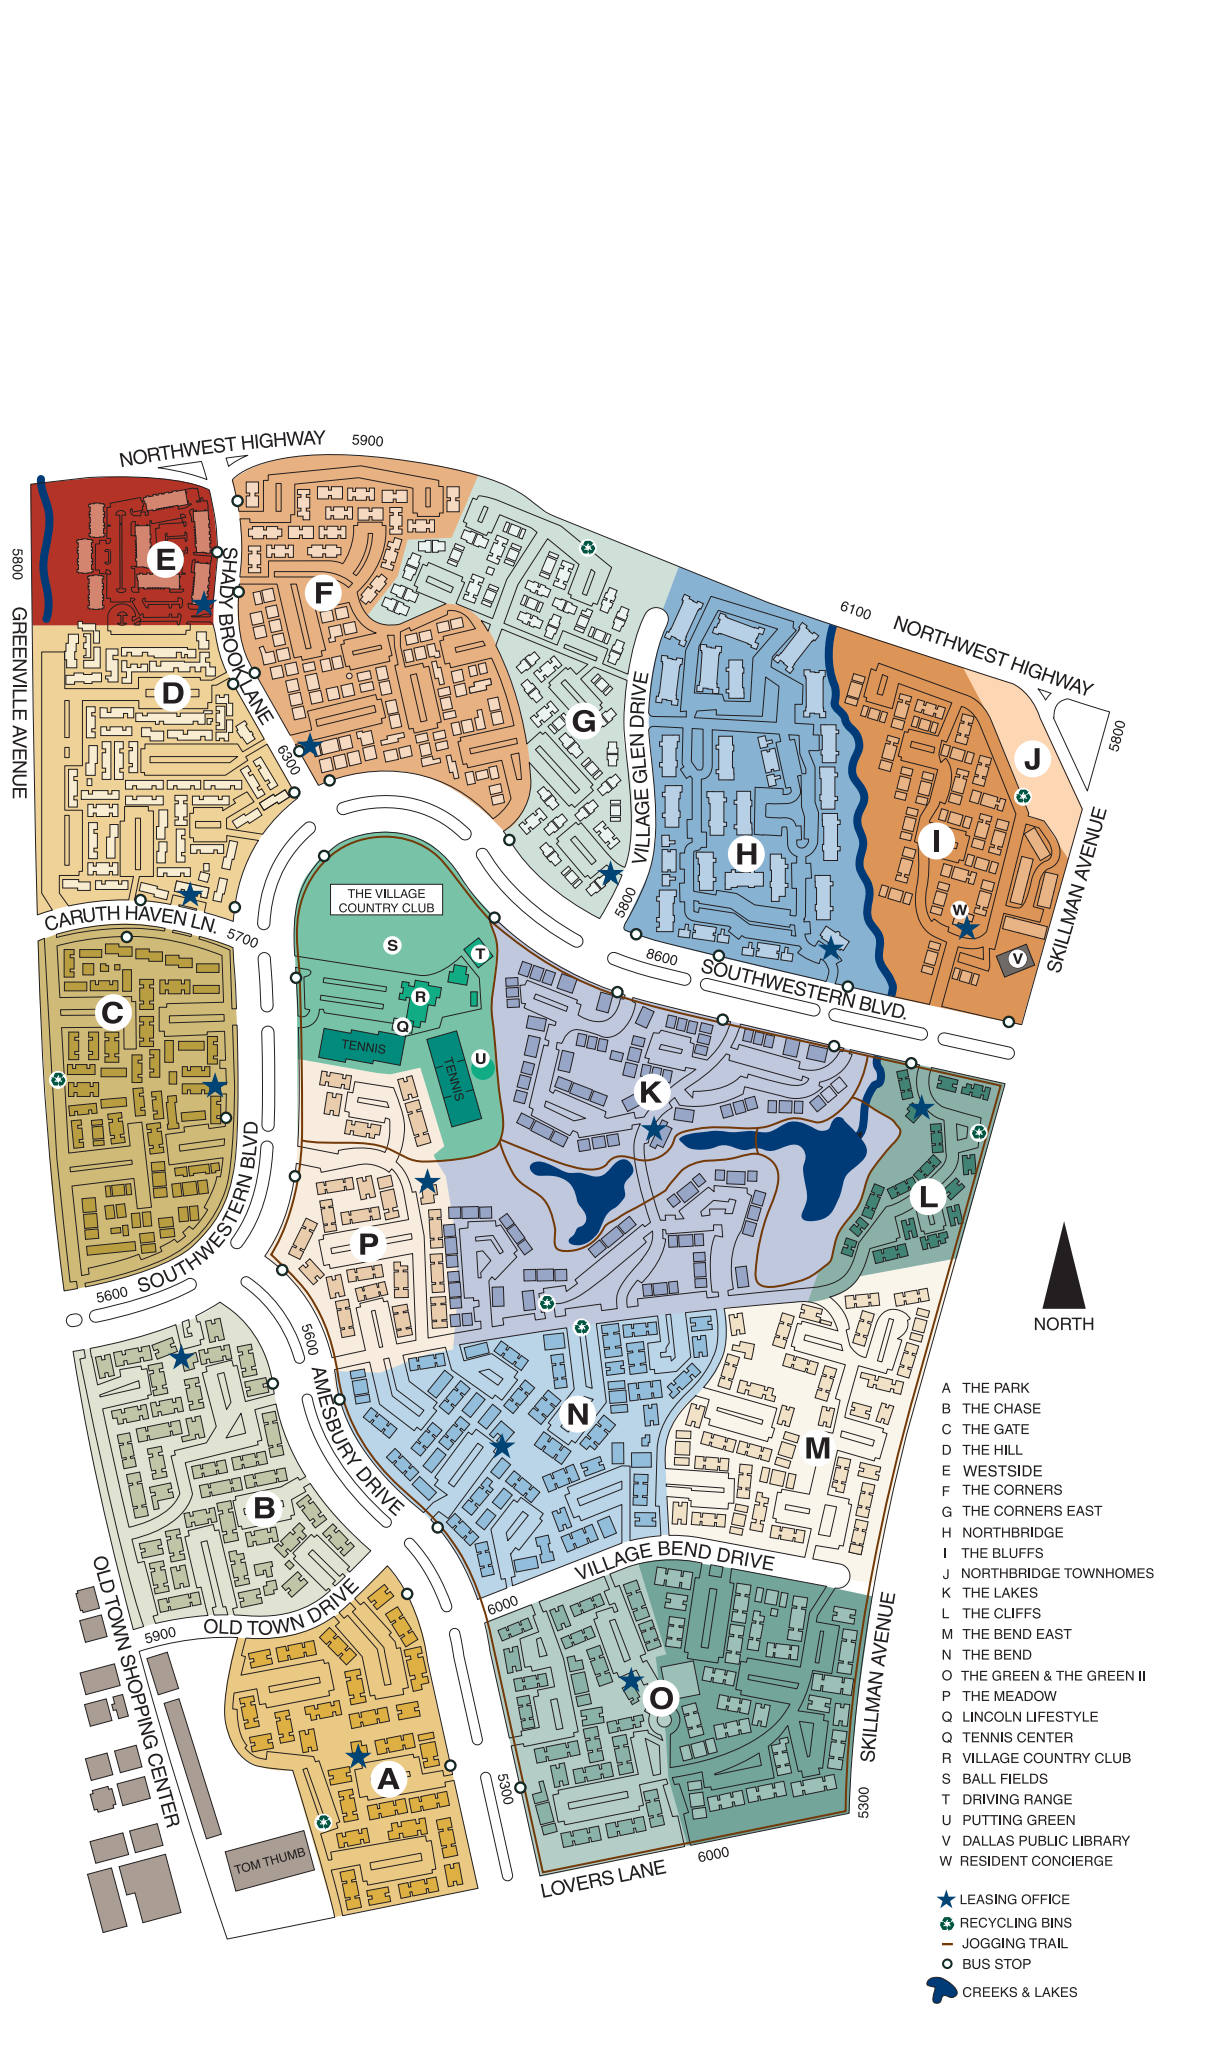 NORTHWEST HIGHWAY
5900
5800
GREENVILLE AVENUE
E
SHADY BROOK LANE
F
D
6300
G
VILLAGE GLEN DRIVE
5800
6100
NORTHWEST HIGHWAY
5800
J
I
H
W
V
SKILLMAN AVENUE
CARUTH HAVEN LN.
5700
THE VILLAGE
COUNTRY CLUB
S
T
R
Q
TENNIS
TENNIS
U
8600
SOUTHWESTERN BLVD.
C
K
L
P
SOUTHWESTERN BLVD
5600
5600
AMESBURY DRIVE
N
M
B
OLD TOWN DRIVE
5900
OLD TOWN SHOPPING CENTER
VILLAGE BEND DRIVE
6000
O
A
TOM THUMB
5300
LOVERS LANE
6000
5300
SKILLMAN AVENUE
NORTH
A THE PARK
B THE CHASE
C THE GATE
D THE HILL
E WESTSIDE
F THE CORNERS
G THE CORNERS EAST
H NORTHBRIDGE
I THE BLUFFS
J NORTHBRIDGE TOWNHOMES
K THE LAKES
L THE CLIFFS
M THE BEND EAST
N THE BEND
O THE GREEN & THE GREEN II
P THE MEADOW
Q LINCOLN LIFESTYLE
R TENNIS CENTER
R VILLAGE COUNTRY CLUB
S BALL FIELDS
T DRIVING RANGE
U PUTTING GREEN
V DALLAS PUBLIC LIBRARY
W RESIDENT CONCIERGE
LEASING OFFICE
RECYCLING BINS
JOGGING TRAIL
BUS STOP
CREEKS & LAKES